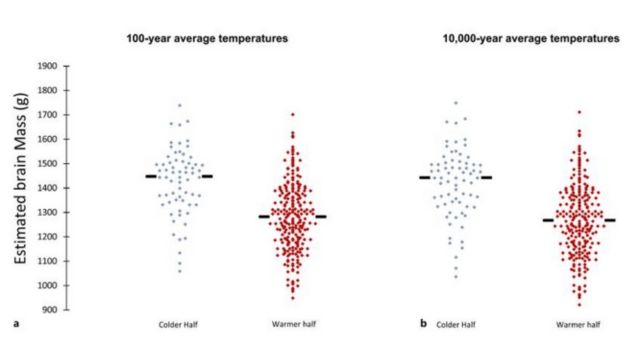 100-year average temperatures
10,000-year average temperatures
Estimated brain Mass (g)
1900
1800
1700
1600
1500
1400
1300
1200
1100
1000
900
a
Colder Half
Warmer half
b
Colder Half
Warmer half